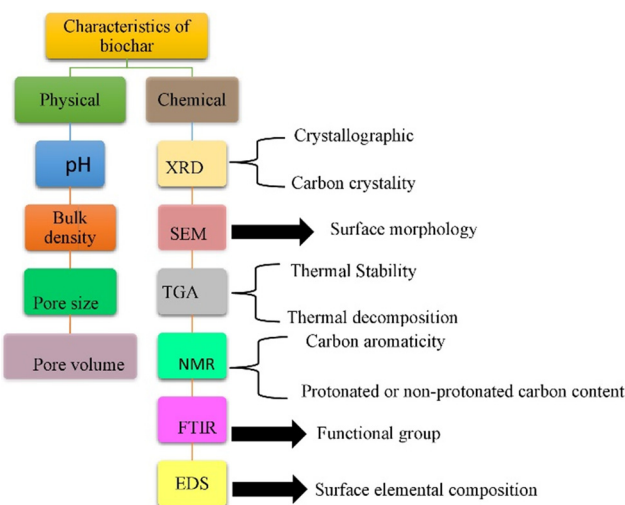 Characteristics of
biochar
Physical
Chemical
pH
Bulk
density
Pore size
Pore volume
XRD
Crystallographic
Carbon crystality
SEM
Surface morphology
TGA
Thermal Stability
Thermal decomposition
NMR
Carbon aromaticity
Protonated or non-protonated carbon content
FTIR
Functional group
EDS
Surface elemental composition